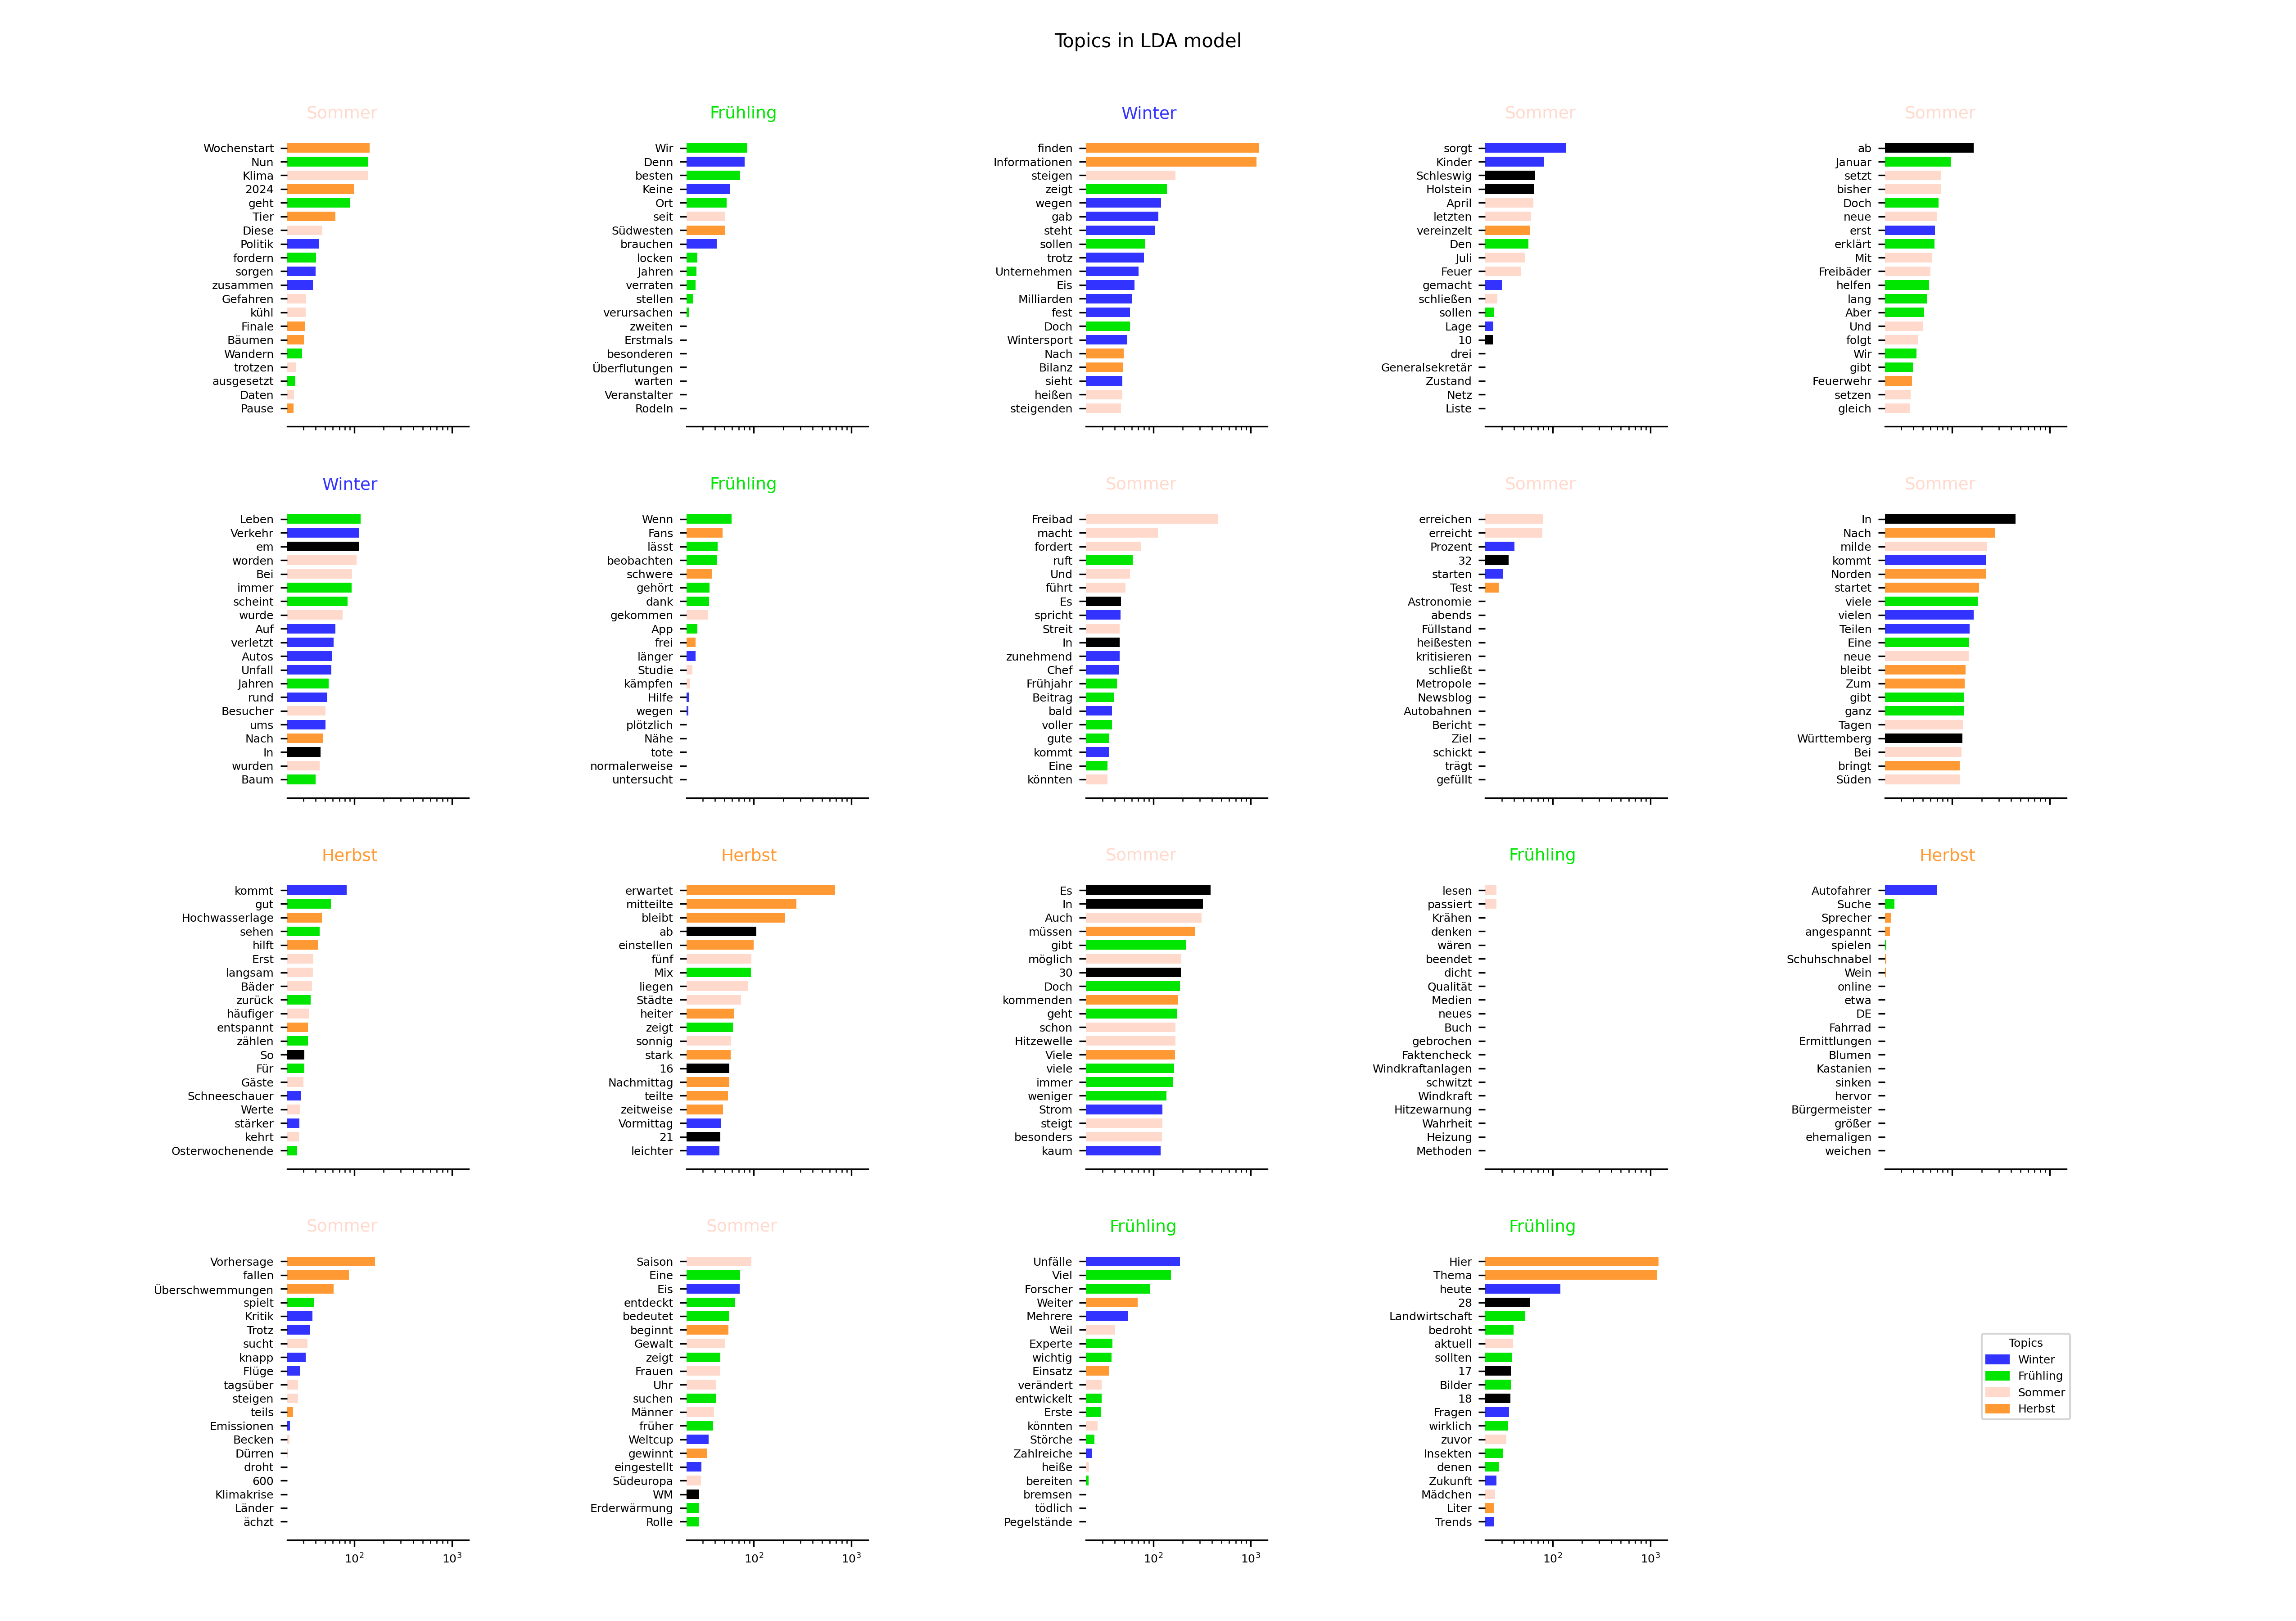 Topics in LDA model
Sommer
Wochenstart
Nun
Klima
2024
geht
Tier
Diese
Politik
fordern
sorgen
zusammen
Gefahren
kühl
Finale
Bäumen
Wandern
trotzen
ausgesetzt
Daten
Pause
Frühling
Wir
Denn
besten
Keine
Ort
seit
Südwesten
brauchen
locken
Jahren
verraten
stellen
verursachen
zweiten
Erstmals
besonderen
Überflutungen
warten
Veranstalter
Rodeln
Winter
finden
Informationen
steigen
zeigt
wegen
gab
steht
sollen
trotz
Unternehmen
Eis
Milliarden
fest
Doch
Wintersport
Nach
Bilanz
sieht
heißen
steigenden
Sommer
sorgt
Kinder
Schleswig
Holstein
April
letzten
vereinzelt
Den
Juli
Feuer
gemacht
schließen
sollen
Lage
10
drei
Generalsekretär
Zustand
Netz
Liste
Sommer
ab
Januar
setzt
bisher
Doch
neue
erst
erklärt
Mit
Freibäder
helfen
lang
Aber
Und
folgt
Wir
gibt
Feuerwehr
setzen
gleich
Winter
Leben
Verkehr
em
worden
Bei
immer
scheint
wurde
Auf
verletzt
Autos
Unfall
Jahren
rund
Besucher
ums
Nach
In
wurden
Baum
Frühling
Wenn
Fans
lässt
beobachten
schwere
gehört
dank
gekommen
App
frei
länger
Studie
kämpfen
Hilfe
wegen
plötzlich
Nähe
tote
normalerweise
untersucht
Sommer
Freibad
macht
fordert
ruft
Und
führt
Es
spricht
Streit
In
zunehmend
Chef
Frühjahr
Beitrag
bald
voller
gute
kommt
Eine
könnten
Sommer
erreichen
erreicht
Prozent
32
starten
Test
Astronomie
abends
Füllstand
heißesten
kritisieren
schließt
Metropole
Newsblog
Autobahnen
Bericht
Ziel
schickt
trägt
gefüllt
Sommer
In
Nach
milde
kommt
Norden
startet
viele
vielen
Teilen
Eine
neue
bleibt
Zum
gibt
ganz
Tagen
Württemberg
Bei
bringt
Süden
Herbst
kommt
gut
Hochwasserlage
sehen
hilft
Erst
langsam
Bäder
zurück
häufiger
entspannt
zählen
So
Für
Gäste
Schneeschauer
Werte
stärker
kehrt
Osterwochenende
Herbst
erwartet
mitteilte
bleibt
ab
einstellen
fünf
Mix
liegen
Städte
heiter
zeigt
sonnig
stark
16
Nachmittag
teilte
zeitweise
Vormittag
21
leichter
Sommer
Es
In
Auch
müssen
gibt
möglich
30
Doch
kommenden
geht
schon
Hitzewelle
Viele
viele
immer
weniger
Strom
steigt
besonders
kaum
Frühling
lesen
passiert
Krähen
denken
wären
beendet
dicht
Qualität
Medien
neues
Buch
gebrochen
Faktencheck
Windkraftanlagen
schwitzt
Windkraft
Hitzewarnung
Wahrheit
Heizung
Methoden
Herbst
Autofahrer
Suche
Sprecher
angespannt
spielen
Schuhschnabel
Wein
online
etwa
DE
Fahrrad
Ermittlungen
Blumen
Kastanien
sinken
hervor
Bürgermeister
größer
ehemaligen
weichen
Sommer
Vorhersage
fallen
Überschwemmungen
spielt
Kritik
Trotz
sucht
knapp
Flüge
tagsüber
steigen
teils
Emissionen
Becken
Dürren
droht
600
Klimakrise
Länder
ächzt
10² 10³
Sommer
Saison
Eine
Eis
entdeckt
bedeutet
beginnt
Gewalt
zeigt
Frauen
Uhr
suchen
Männer
früher
Weltcup
gewinnt
eingestellt
Südeuropa
WM
Erderwärmung
Rolle
10² 10³
Frühling
Unfälle
Viel
Forscher
Weiter
Mehrere
Weil
Experte
wichtig
Einsatz
verändert
entwickelt
Erste
könnten
Störche
Zahlreiche
heiße
bereiten
bremsen
tödlich
Pegelstände
10² 10³
Frühling
Hier
Thema
heute
28
Landwirtschaft
bedroht
aktuell
sollten
17
Bilder
18
Fragen
wirklich
zuvor
Insekten
denen
Zukunft
Mädchen
Liter
Trends
10² 10³
Topics
Winter
Frühling
Sommer
Herbst